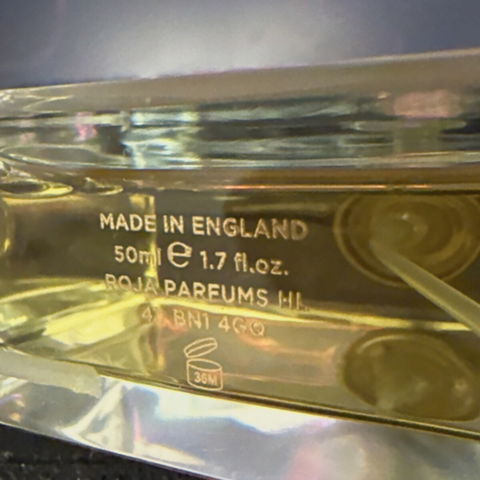 MADE IN ENGLAND
50ml e 1.7 fl.oz.
ROJA PARFUMS
BN1 4GQ
36M